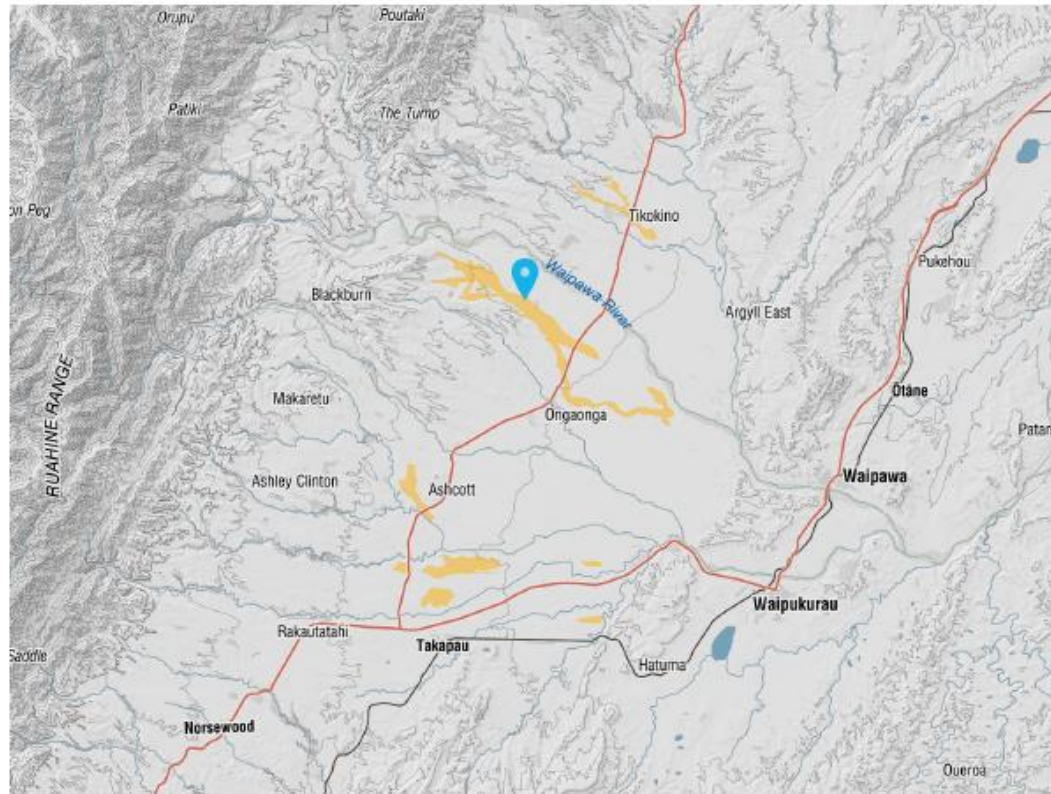 Orupu
Poutaki
Patiki
The Tump
on Peg
Tikokino
Pukehou
Waipawa River
Blackburn
Argyll East
RUAHINE RANGE
Makaretu
Ōtāne
Ongaonga
Patan
Ashley Clinton
Ashcott
Waipawa
Waipukurau
Rakautatahi
Takapau
Saddle
Hatuma
Norsewood
Oueroa